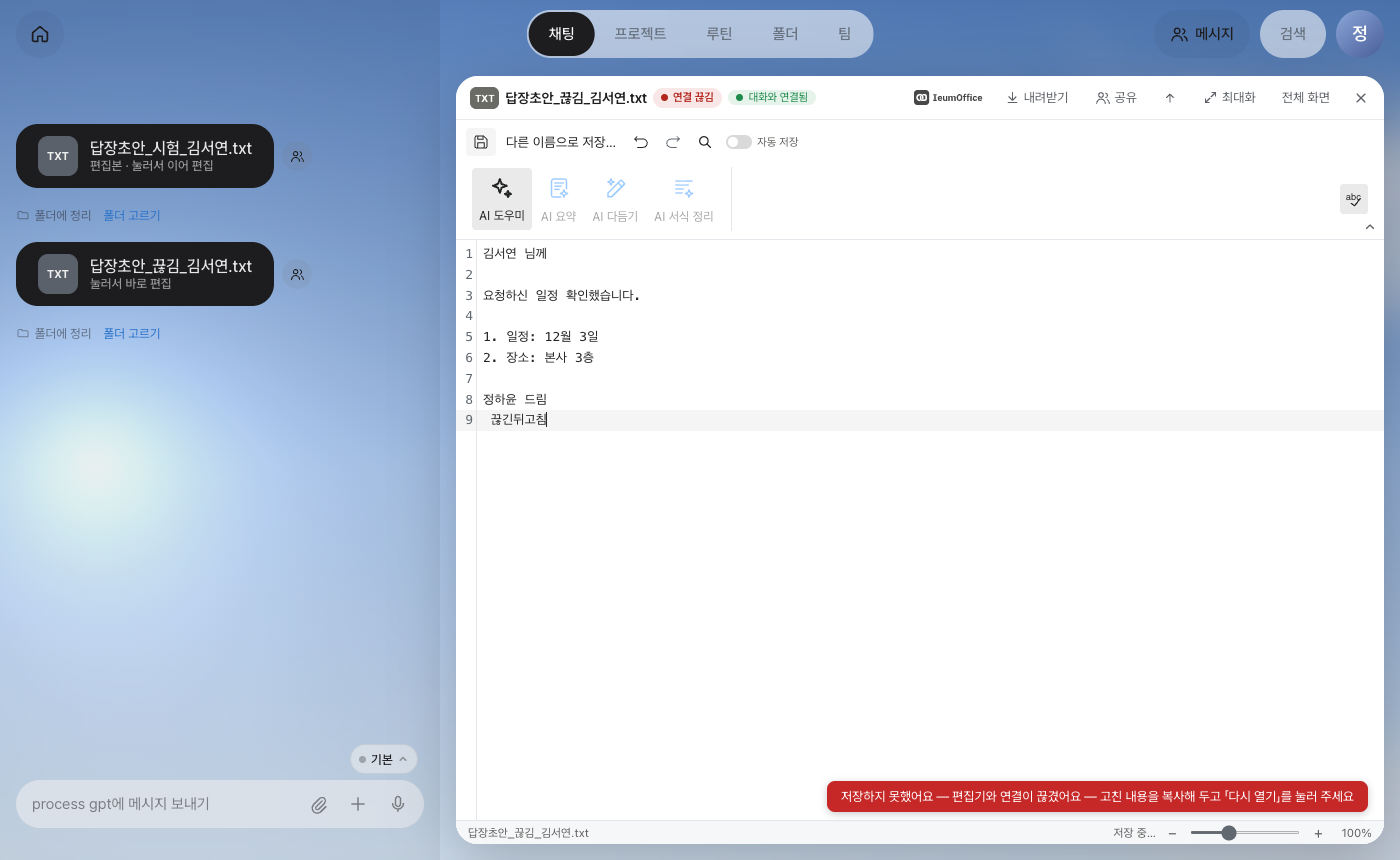 채팅
프로젝트
루틴
폴더
팀
메시지
검색
정
TXT
답장초안_시험_김서연.txt
편집본 · 눌러서 이어 편집
폴더에 정리
폴더 고르기
TXT
답장초안_끊김_김서연.txt
눌러서 바로 편집
폴더에 정리
폴더 고르기
기본
process gpt에 메시지 보내기
TXT
답장초안_끊김_김서연.txt
연결 끊김
대화와 연결됨
IeumOffice
내려받기
공유
최대화
전체 화면
다른 이름으로 저장...
자동 저장
AI 도우미
AI 요약
AI 다듬기
AI 서식 정리
abc
1 김서연 님께
2
3 요청하신 일정 확인했습니다.
4
5 1. 일정: 12월 3일
6 2. 장소: 본사 3층
7
8 정하윤 드림
9 끊긴뒤고침
저장하지 못했어요 — 편집기와 연결이 끊겼어요 — 고친 내용을 복사해 두고 「다시 열기」를 눌러 주세요
답장초안_끊김_김서연.txt
저장 중...
100%